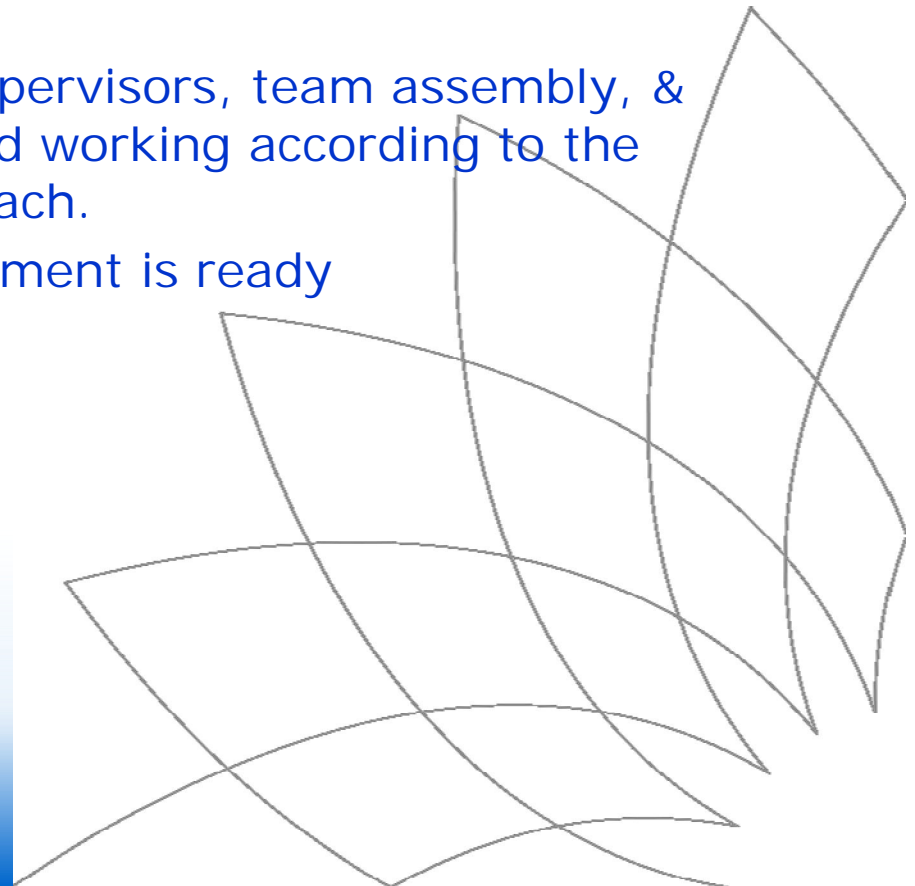 pervisors, team assembly, &
d working according to the
ach.
ment is ready